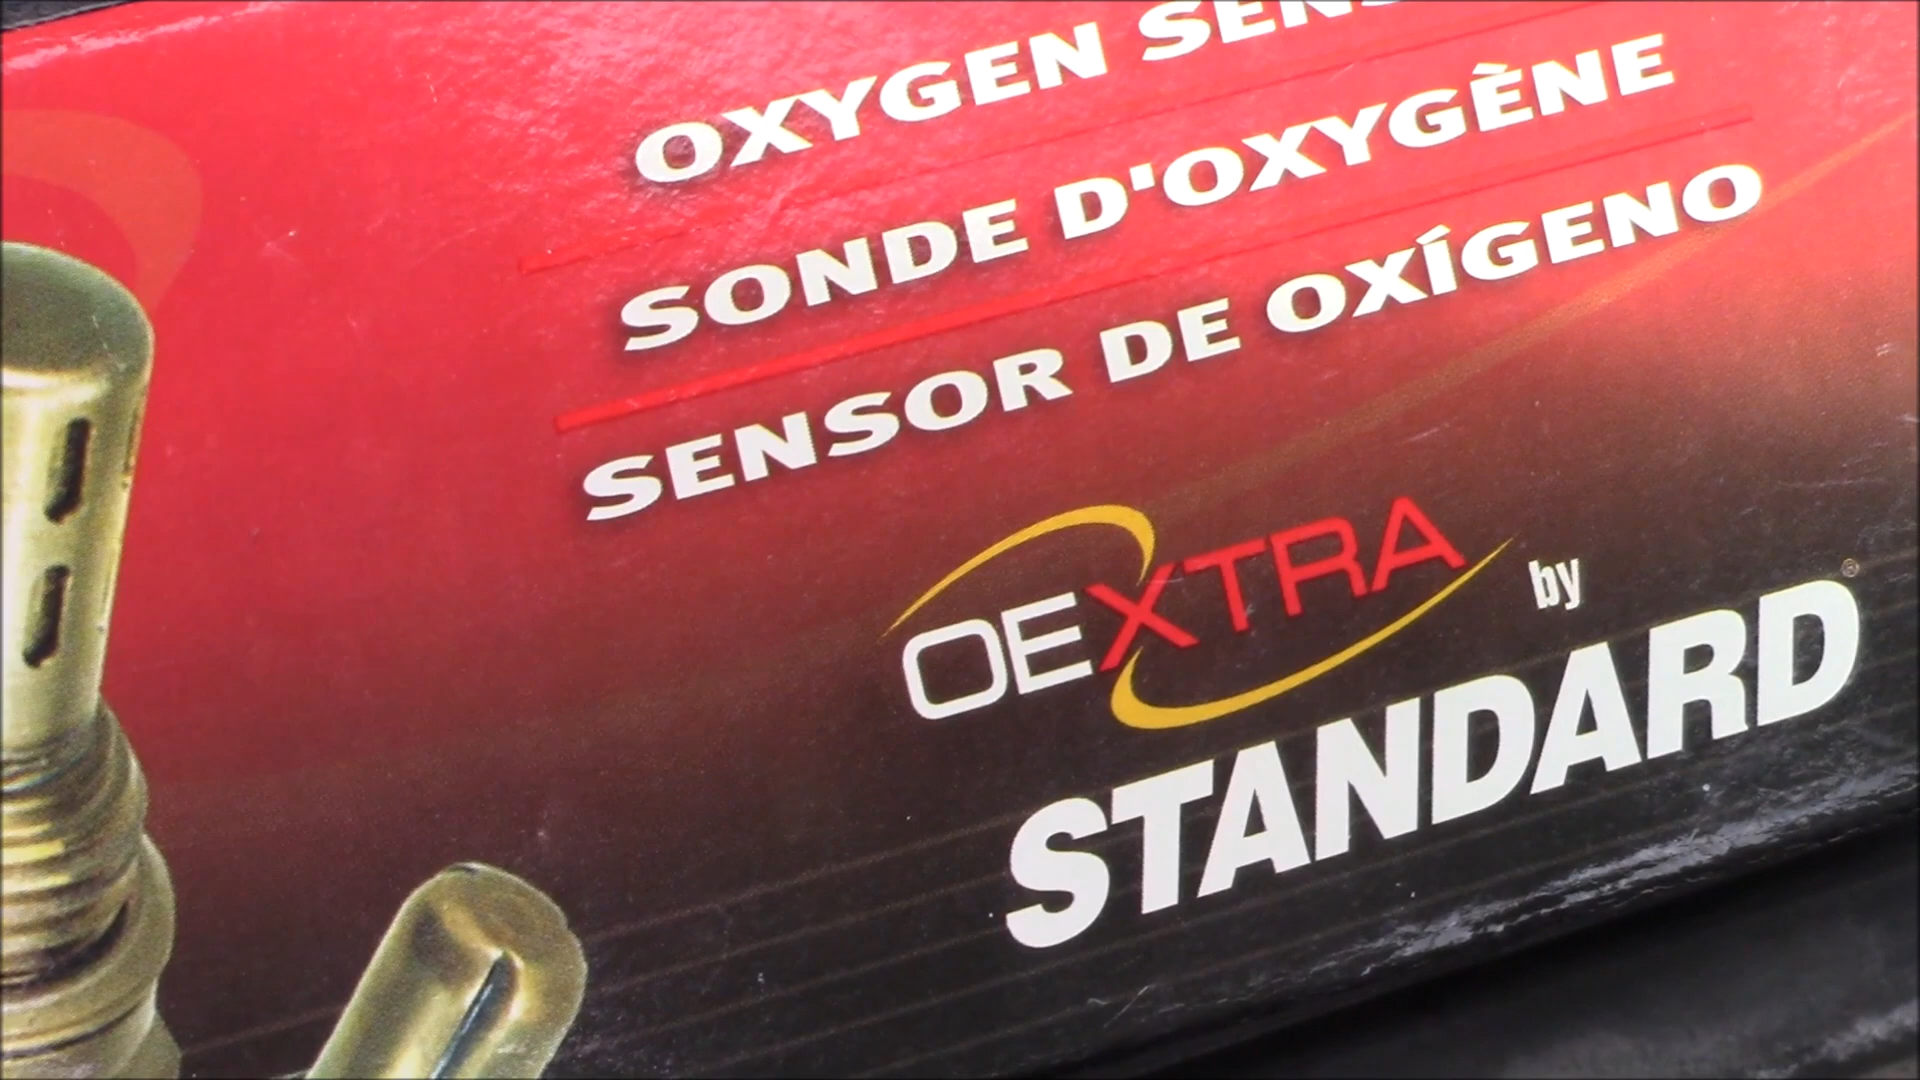 OXYGEN SENS
SONDE D'OXYGÈNE
SENSOR DE OXÍGENO
OEXTRA by
STANDARD®